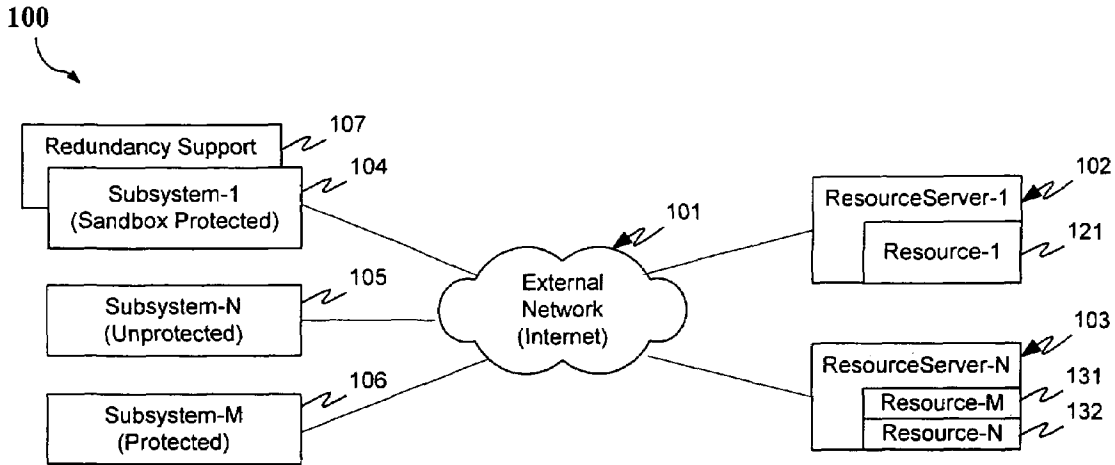 100
Redundancy Support
107
Subsystem-1
(Sandbox Protected)
104
Subsystem-N
(Unprotected)
105
Subsystem-M
(Protected)
106
External
Network
(Internet)
101
ResourceServer-1
102
Resource-1
121
ResourceServer-N
103
Resource-M
131
Resource-N
132